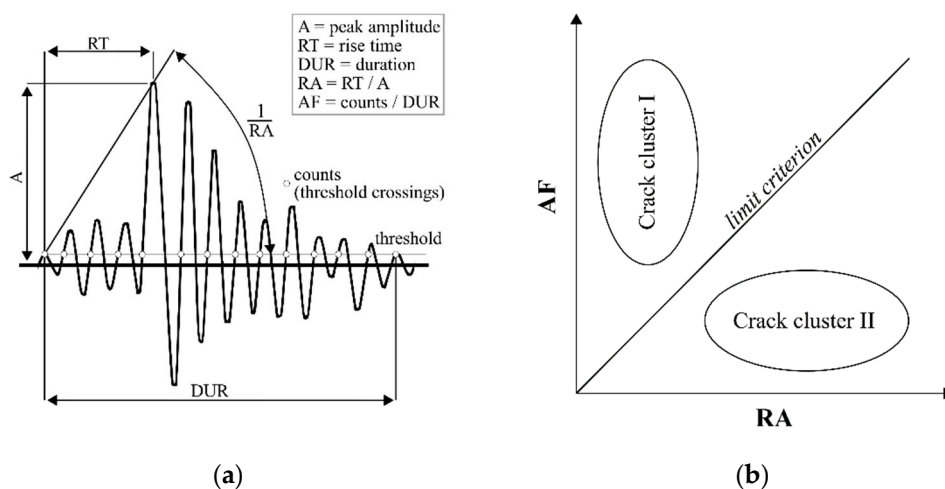 RT
A = peak amplitude
RT = rise time
DUR = duration
RA = RT / A
AF = counts / DUR
1
RA
A
counts
(threshold crossings)
threshold
DUR
(a)
AF
Crack cluster I
limit criterion
Crack cluster II
RA
(b)